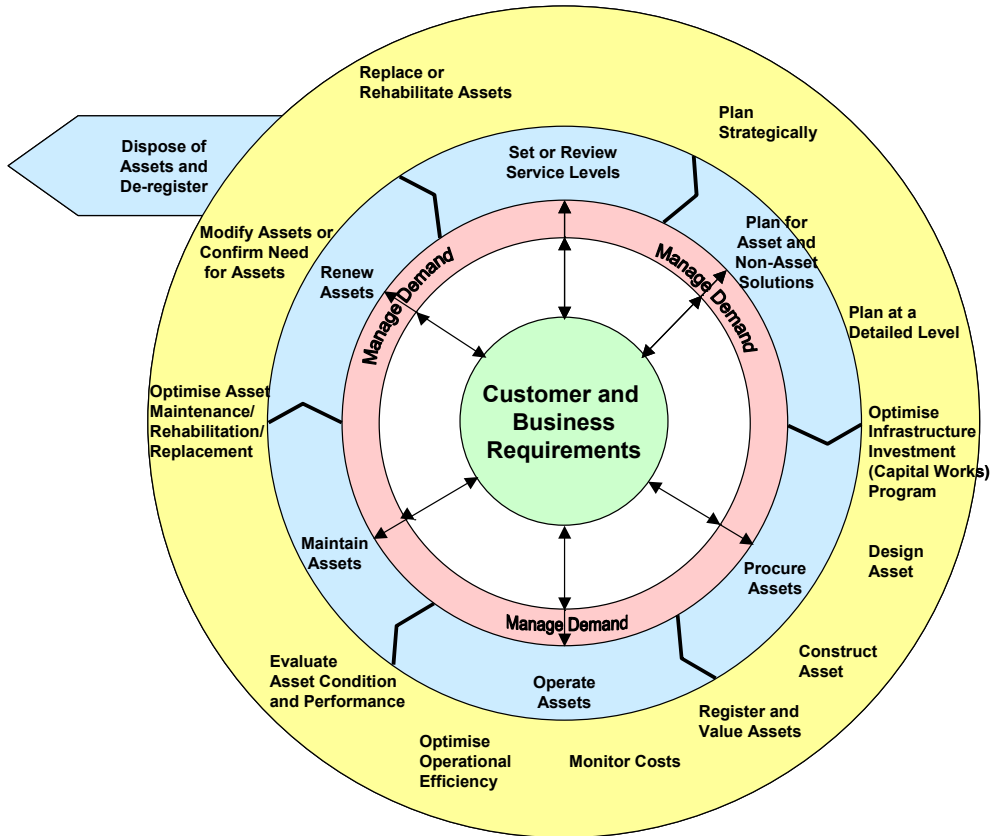 Replace or
Rehabilitate Assets
Plan
Strategically
Dispose of
Assets and
De-register
Set or Review
Service Levels
Modify Assets or
Confirm Need
for Assets
Renew
Assets
Plan for
Asset and
Non-Asset
Solutions
Manage Demand
Manage Demand
Plan at a
Detailed Level
Customer and
Business
Requirements
Optimise Asset
Maintenance/
Rehabilitation/
Replacement
Optimise
Infrastructure
Investment
(Capital Works)
Program
Maintain
Assets
Procure
Assets
Design
Asset
Manage Demand
Evaluate
Asset Condition
and Performance
Operate
Assets
Construct
Asset
Register and
Value Assets
Optimise
Operational
Efficiency
Monitor Costs